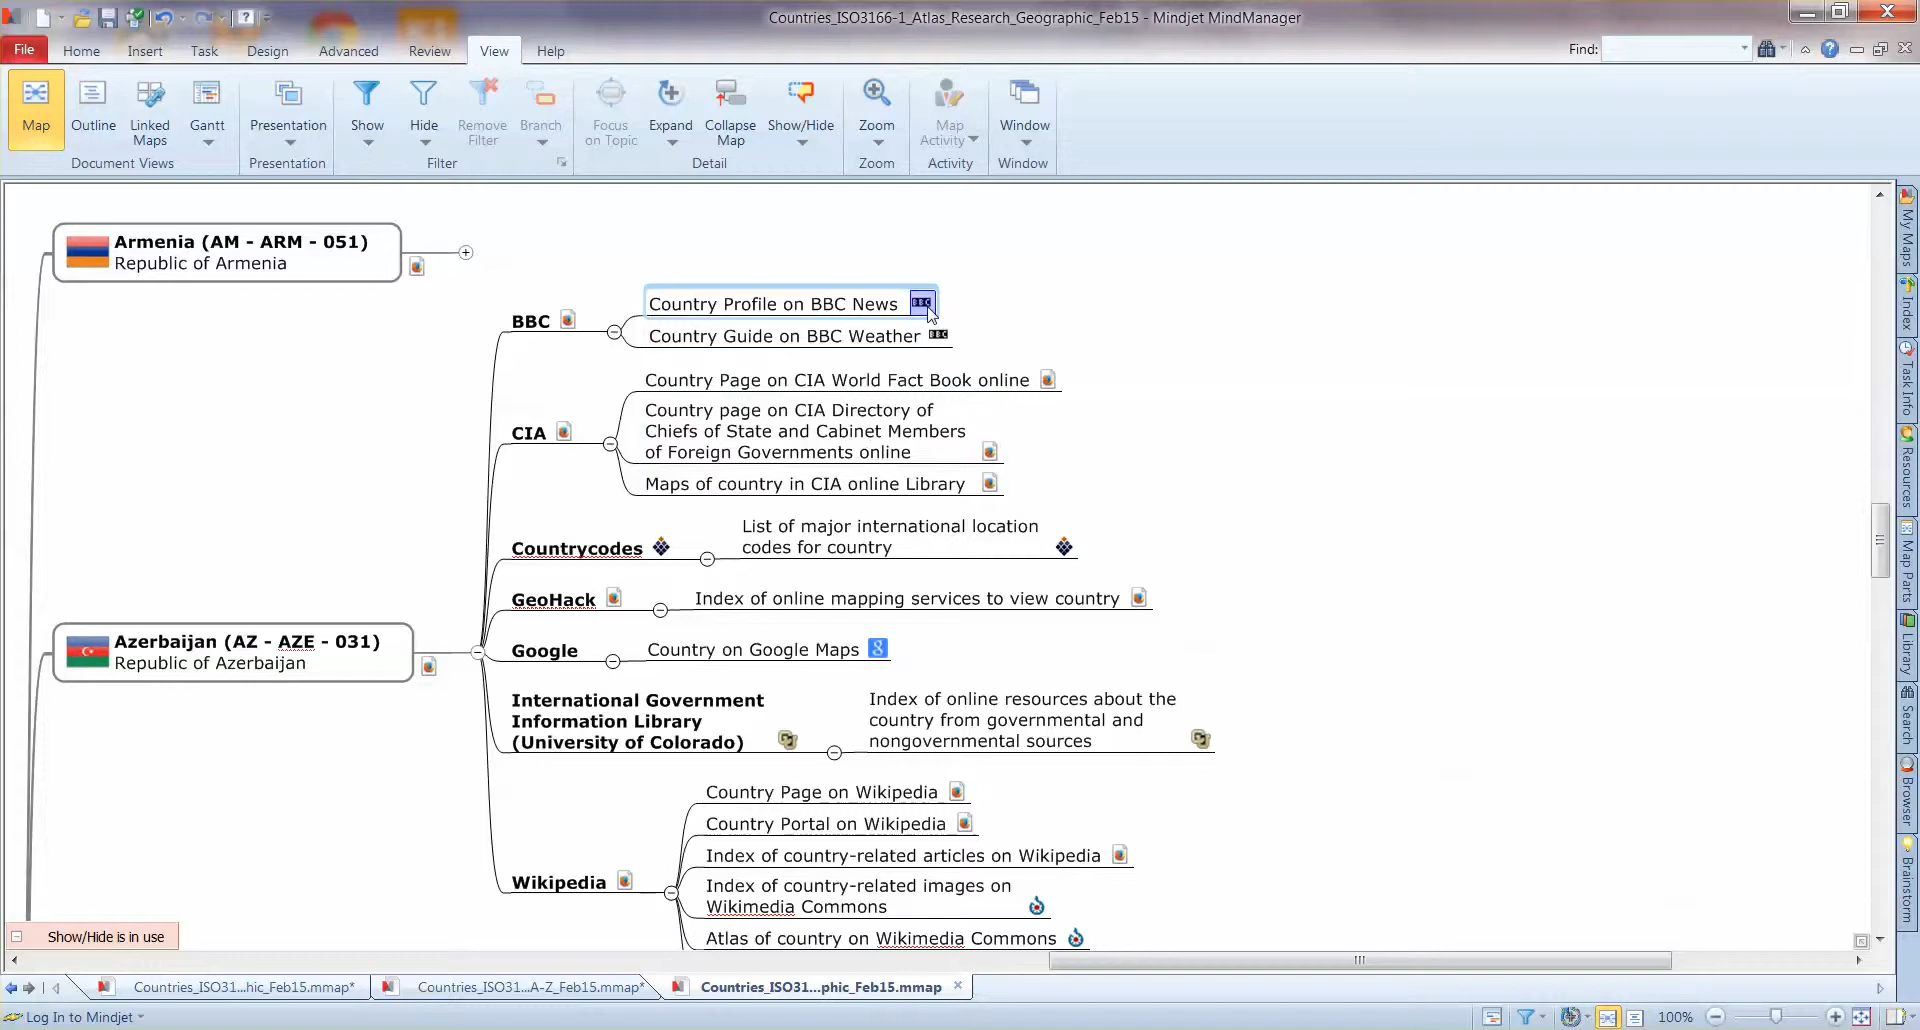 Countries_ISO3166-1_Atlas_Research_Geographic_Feb15 - Mindjet MindManager
File Home Insert Task Design Advanced Review View Help Find:
Map Outline Linked Maps Gantt
Document Views
Presentation
Presentation
Show Hide Remove Filter Branch
Filter
Focus on Topic Expand Collapse Map Show/Hide
Detail
Zoom
Zoom
Map Activity
Activity
Window
Window
Armenia (AM - ARM - 051)
Republic of Armenia
BBC
Country Profile on BBC News BBC
Country Guide on BBC Weather BBC
CIA
Country Page on CIA World Fact Book online
Country page on CIA Directory of
Chiefs of State and Cabinet Members
of Foreign Governments online
Maps of country in CIA online Library
Countrycodes
List of major international location
codes for country
GeoHack
Index of online mapping services to view country
Azerbaijan (AZ - AZE - 031)
Republic of Azerbaijan
Google
Country on Google Maps 8
International Government
Information Library
(University of Colorado)
Index of online resources about the
country from governmental and
nongovernmental sources
Wikipedia
Country Page on Wikipedia
Country Portal on Wikipedia
Index of country-related articles on Wikipedia
Index of country-related images on
Wikimedia Commons
Atlas of country on Wikimedia Commons
My Maps
Index
Task Info
Resources
Map Parts
Library
Search
Browser
Brainstorm
Show/Hide is in use
Countries_ISO31...hic_Feb15.mmap*
Countries_ISO31...A-Z_Feb15.mmap*
Countries_ISO31...phic_Feb15.mmap
Log In to Mindjet
100%